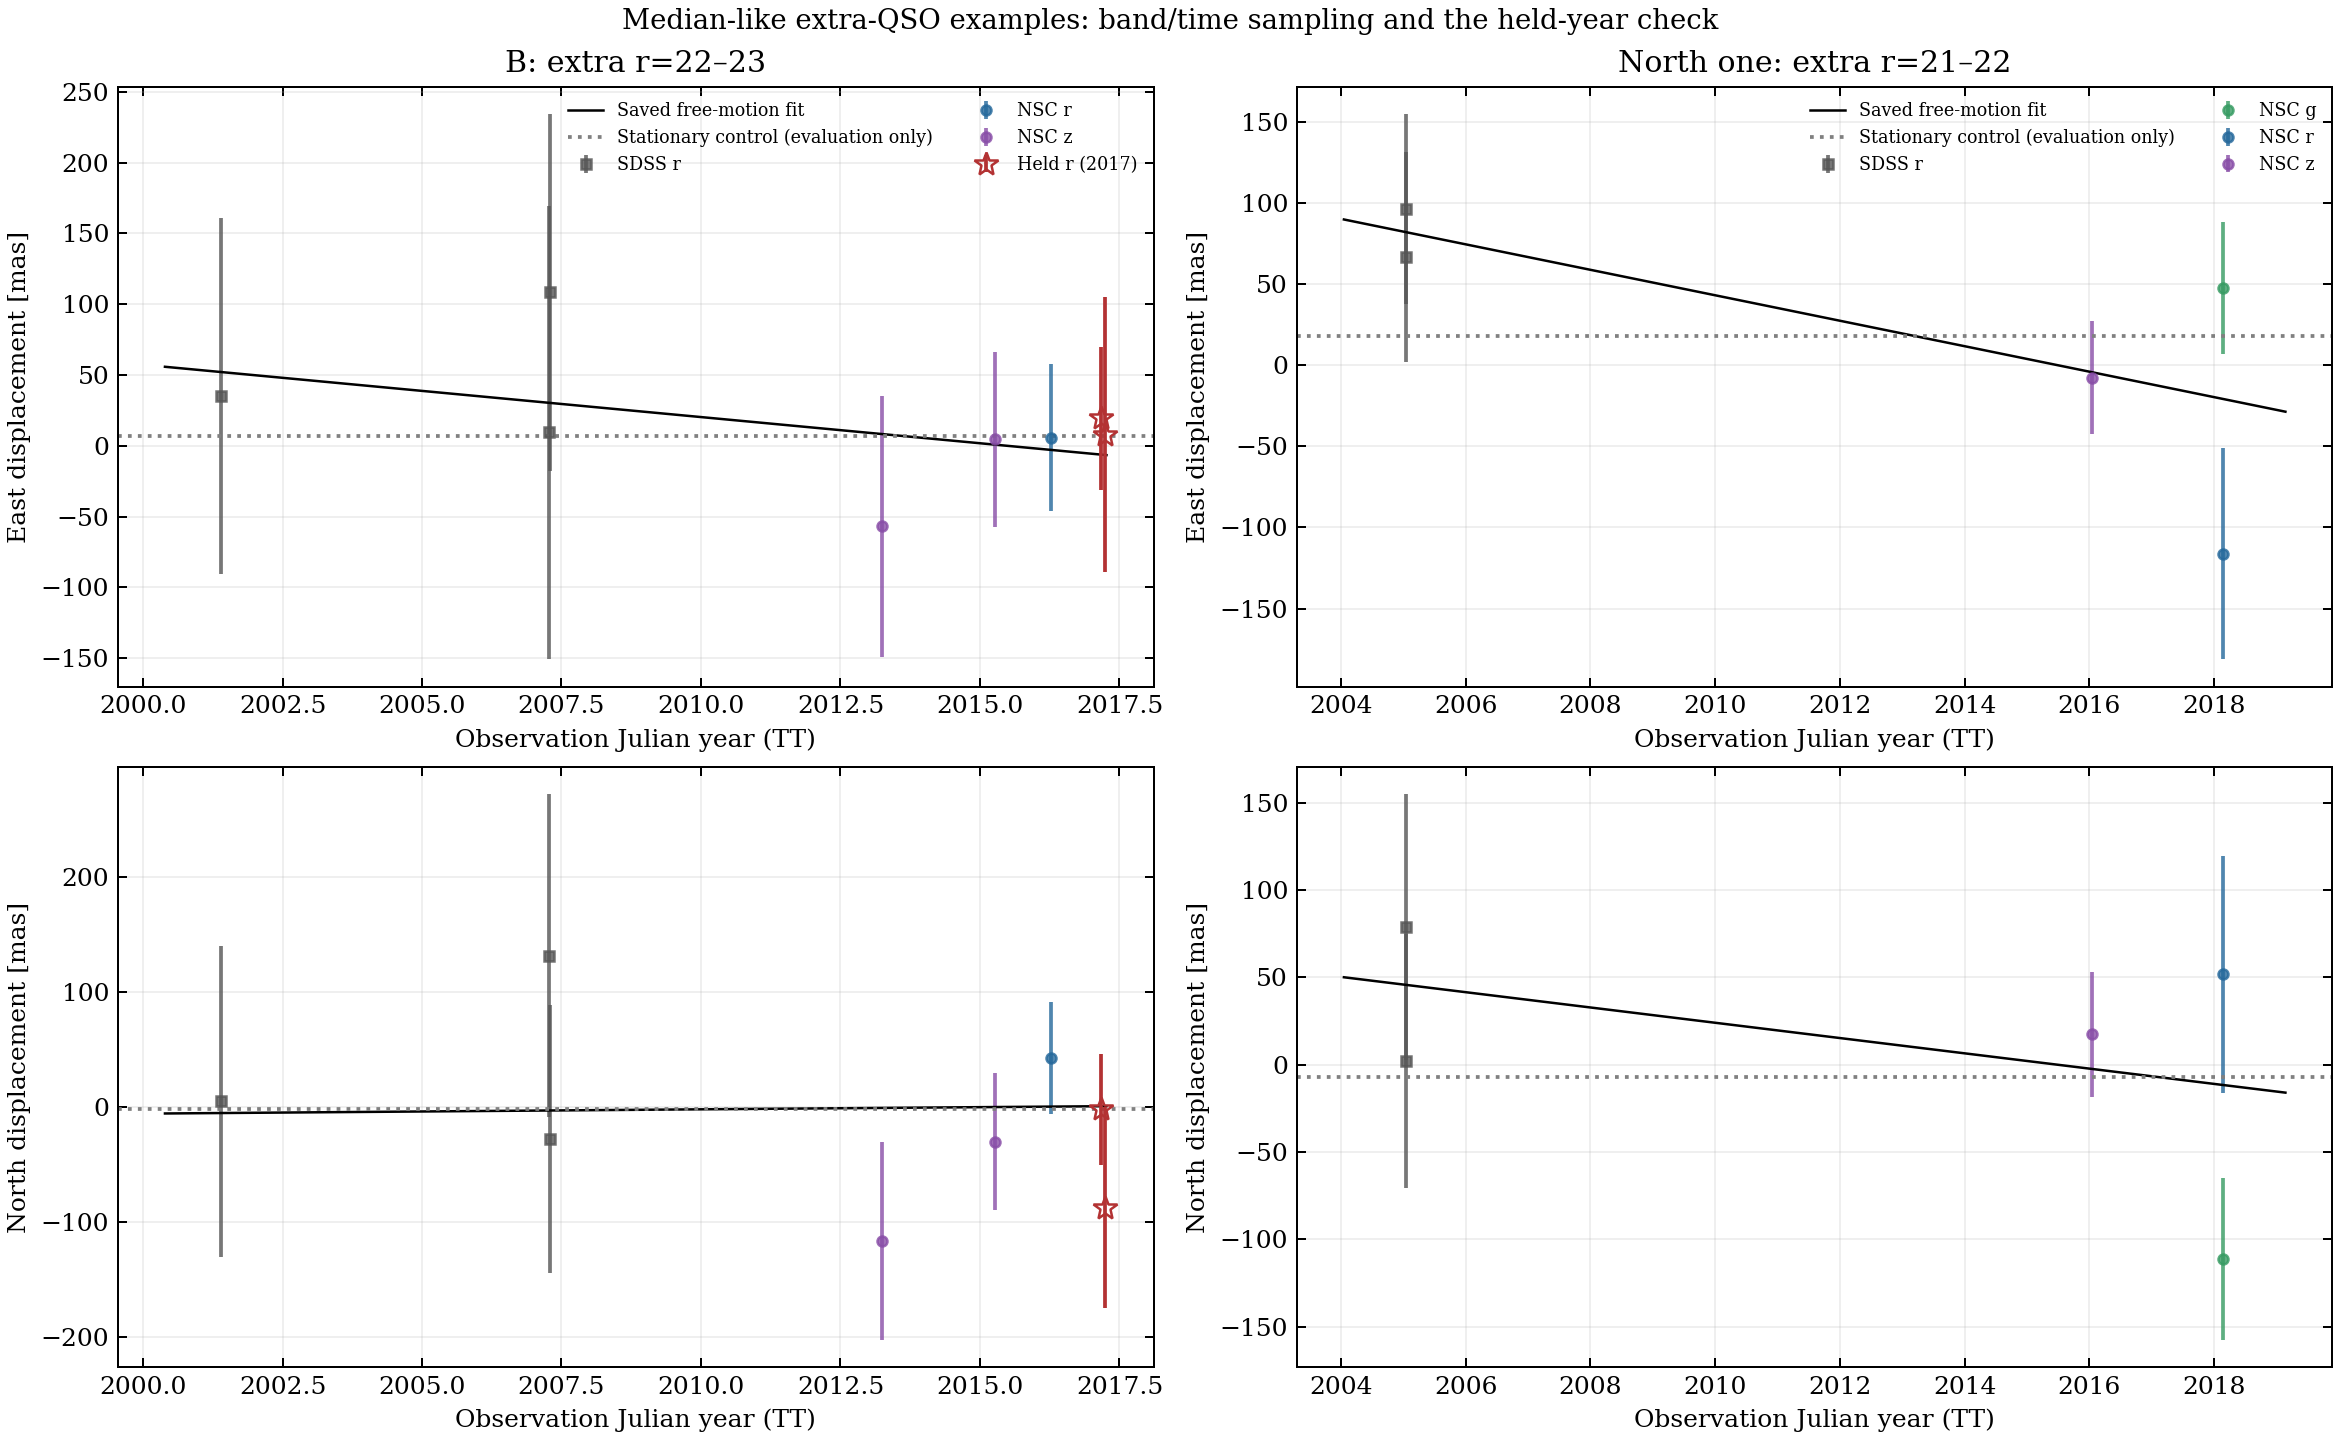 Median-like extra-QSO examples: band/time sampling and the held-year check
B: extra r=22–23
Saved free-motion fit
Stationary control (evaluation only)
SDSS r
NSC r
NSC z
Held r (2017)
East displacement [mas]
250
200
150
100
50
0
−50
−100
−150
2000.0 2002.5 2005.0 2007.5 2010.0 2012.5 2015.0 2017.5
Observation Julian year (TT)
North one: extra r=21–22
Saved free-motion fit
Stationary control (evaluation only)
SDSS r
NSC g
NSC r
NSC z
East displacement [mas]
150
100
50
0
−50
−100
−150
2004 2006 2008 2010 2012 2014 2016 2018
Observation Julian year (TT)
North displacement [mas]
200
100
0
−100
−200
2000.0 2002.5 2005.0 2007.5 2010.0 2012.5 2015.0 2017.5
Observation Julian year (TT)
North displacement [mas]
150
100
50
0
−50
−100
−150
2004 2006 2008 2010 2012 2014 2016 2018
Observation Julian year (TT)